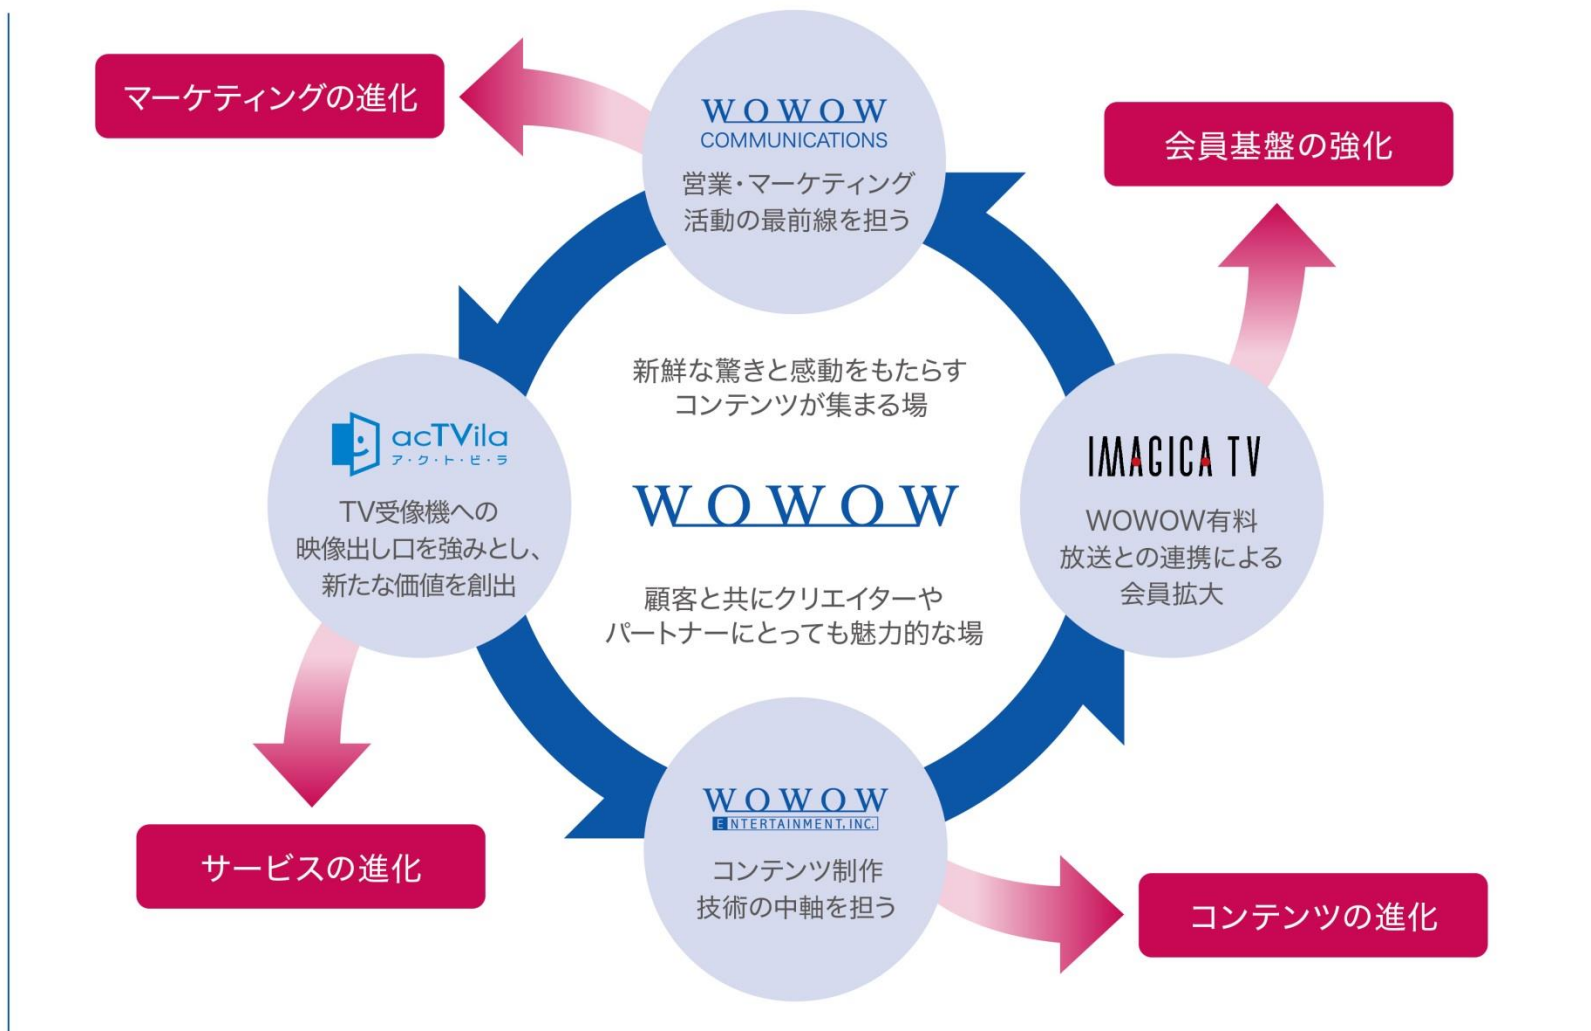 マーケティングの進化
WOWOW
COMMUNICATIONS
営業・マーケティング
活動の最前線を担う
会員基盤の強化
新鮮な驚きと感動をもたらす
コンテンツが集まる場
WOWOW
顧客と共にクリエイターや
パートナーにとっても魅力的な場
acTVila
ア・ク・ト・ビ・ラ
TV受像機への
映像出し口を強みとし、
新たな価値を創出
IMAGICA TV
WOWOW有料
放送との連携による
会員拡大
サービスの進化
WOWOW
ENTERTAINMENT, INC.
コンテンツ制作
技術の中軸を担う
コンテンツの進化